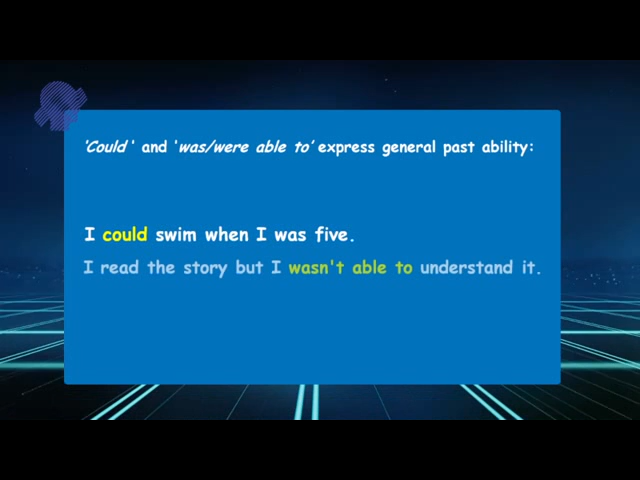 'Could ' and 'was/were able to' express general past ability:
I could swim when I was five.
I read the story but I wasn't able to understand it.